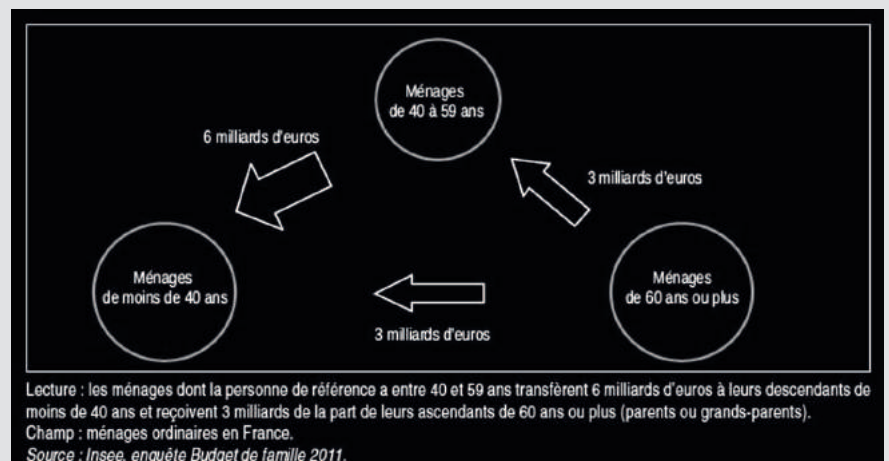 Ménages
de 40 à 59 ans
6 milliards d'euros
3 milliards d'euros
Ménages
de moins de 40 ans
Ménages
de 60 ans ou plus
3 milliards d'euros
Lecture : les ménages dont la personne de référence a entre 40 et 59 ans transfèrent 6 milliards d'euros à leurs descendants de
moins de 40 ans et reçoivent 3 milliards de la part de leurs ascendants de 60 ans ou plus (parents ou grands-parents).
Champ : ménages ordinaires en France.
Source : Insee, enquête Budget de famille 2011.